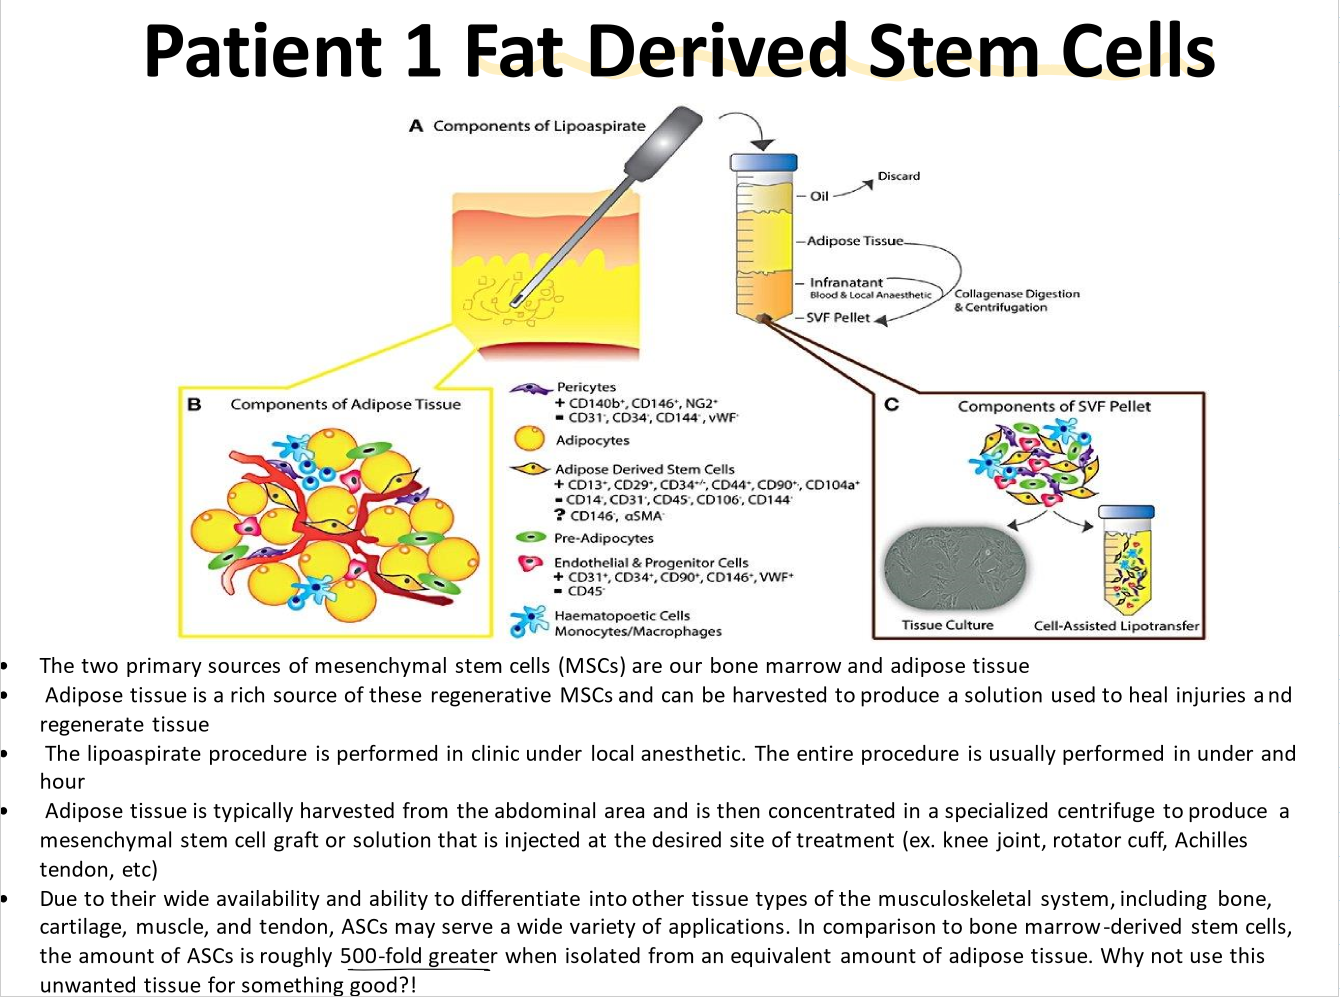 Patient 1 Fat Derived Stem Cells
A Components of Lipoaspirate
Discard
Oil
Adipose Tissue
Infranatant
Blood & Local Anaesthetic
Collagenase Digestion
& Centrifugation
SVF Pellet
B Components of Adipose Tissue
Pericytes
+ CD140b⁺, CD146⁺, NG2⁺
- CD31⁻, CD34⁻, CD144⁻, vWF⁻
Adipocytes
Adipose Derived Stem Cells
+ CD13⁺, CD29⁺, CD34⁺/⁻, CD44⁺, CD90⁺, CD104a⁺
- CD14⁻, CD31⁻, CD45⁻, CD106⁻, CD144⁻
? CD146⁻, αSMA⁻
Pre-Adipocytes
Endothelial & Progenitor Cells
+ CD31⁺, CD34⁺, CD90⁺, CD146⁺, VWF⁺
- CD45⁻
Haematopoetic Cells
Monocytes/Macrophages
C Components of SVF Pellet
Tissue Culture
Cell-Assisted Lipotransfer
• The two primary sources of mesenchymal stem cells (MSCs) are our bone marrow and adipose tissue
• Adipose tissue is a rich source of these regenerative MSCs and can be harvested to produce a solution used to heal injuries and
regenerate tissue
• The lipoaspirate procedure is performed in clinic under local anesthetic. The entire procedure is usually performed in under and
hour
• Adipose tissue is typically harvested from the abdominal area and is then concentrated in a specialized centrifuge to produce a
mesenchymal stem cell graft or solution that is injected at the desired site of treatment (ex. knee joint, rotator cuff, Achilles
tendon, etc)
• Due to their wide availability and ability to differentiate into other tissue types of the musculoskeletal system, including bone,
cartilage, muscle, and tendon, ASCs may serve a wide variety of applications. In comparison to bone marrow-derived stem cells,
the amount of ASCs is roughly 500-fold greater when isolated from an equivalent amount of adipose tissue. Why not use this
unwanted tissue for something good?!